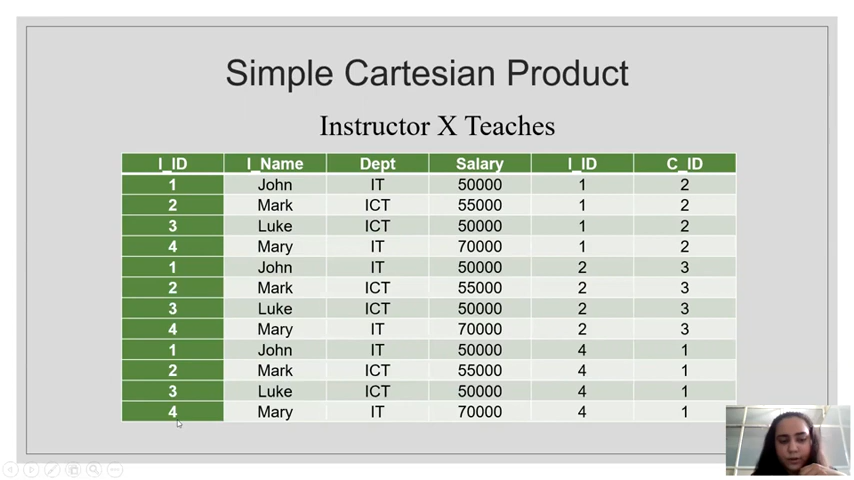 Simple Cartesian Product
Instructor X Teaches
I_ID I_Name Dept Salary I_ID C_ID
1 John IT 50000 1 2
2 Mark ICT 55000 1 2
3 Luke ICT 50000 1 2
4 Mary IT 70000 1 2
1 John IT 50000 2 3
2 Mark ICT 55000 2 3
3 Luke ICT 50000 2 3
4 Mary IT 70000 2 3
1 John IT 50000 4 1
2 Mark ICT 55000 4 1
3 Luke ICT 50000 4 1
4 Mary IT 70000 4 1